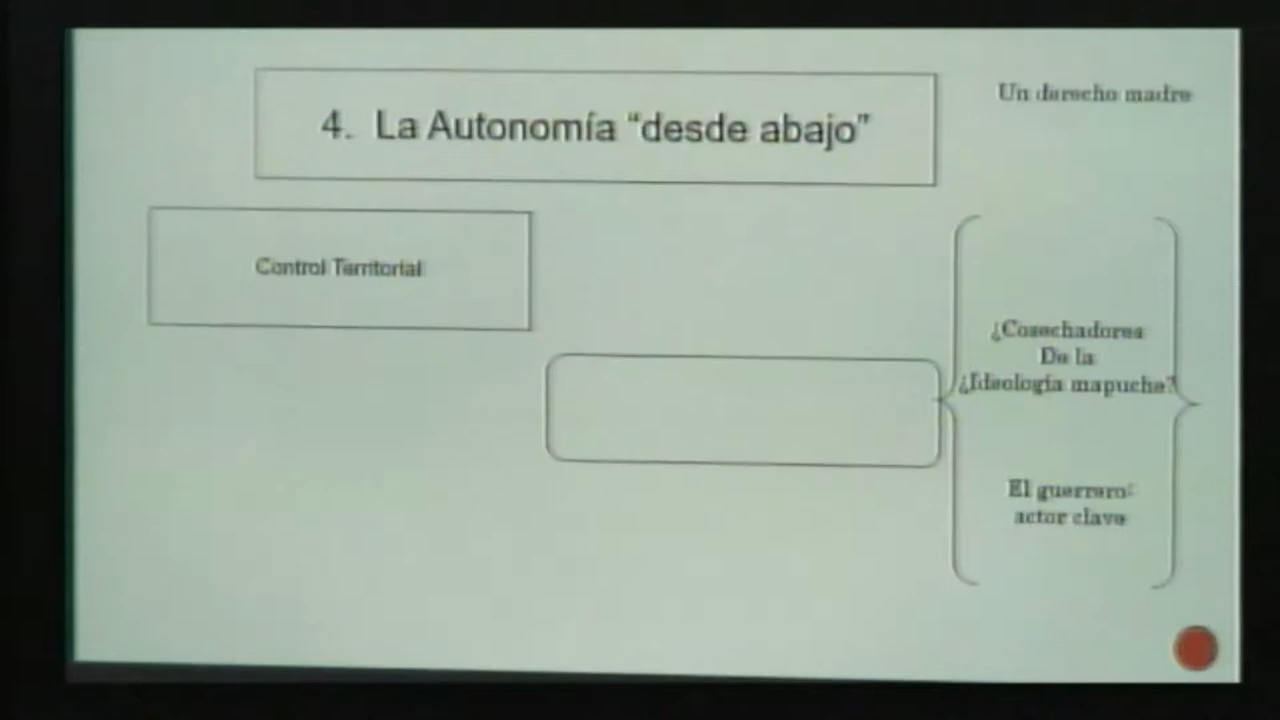 4. La Autonomía “desde abajo”
Un derecho madre
Control Territorial
¿Cosechadores
De la
¿Ideología mapuche?
El guerrero:
actor clave